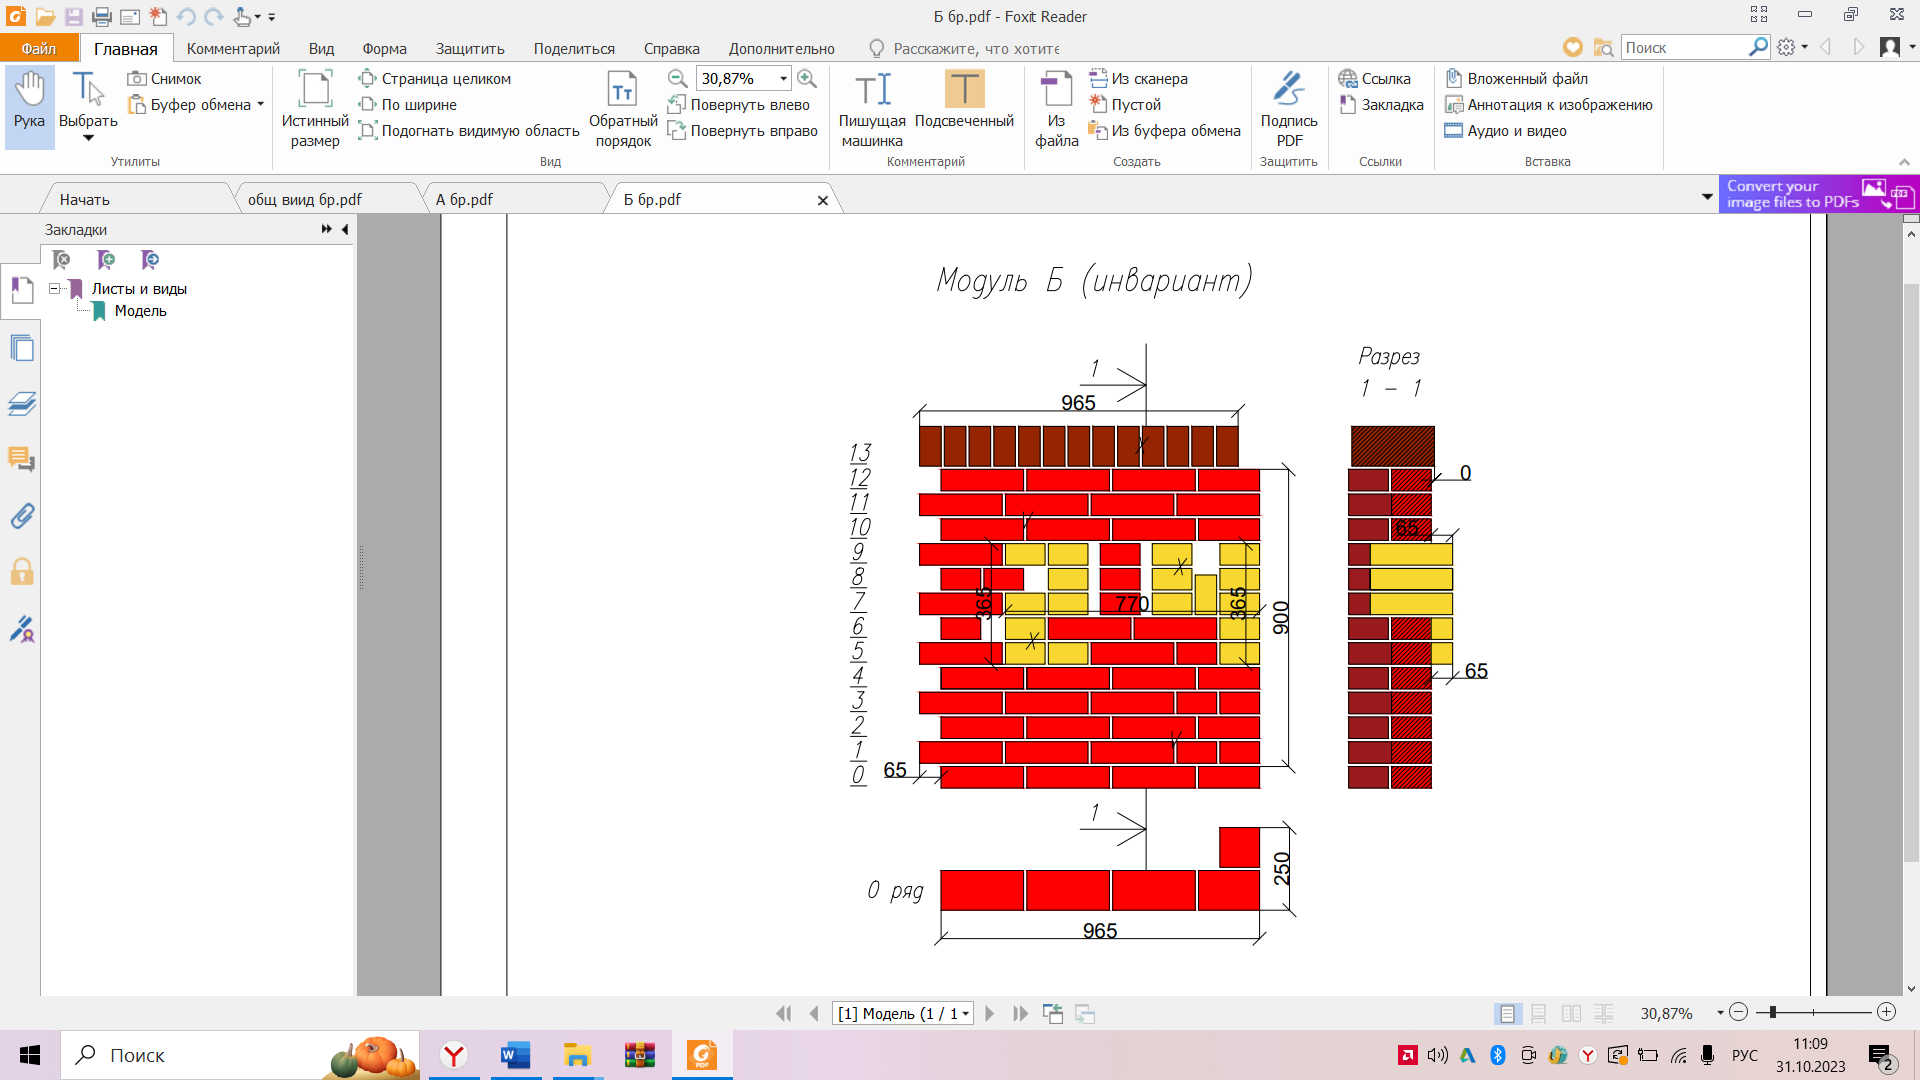 Б бр.pdf - Foxit Reader
Файл
Главная
Комментарий
Вид
Форма
Защитить
Поделиться
Справка
Дополнительно
Расскажите, что хотите
Поиск
Рука
Выбрать
Снимок
Буфер обмена
Утилиты
Истинный размер
Страница целиком
По ширине
Подогнать видимую область
Обратный порядок
30,87%
Повернуть влево
Повернуть вправо
Вид
Пишущая машинка
Подсвеченный
Комментарий
Из файла
Из сканера
Пустой
Из буфера обмена
Создать
Подпись PDF
Защитить
Ссылка
Закладка
Ссылки
Вложенный файл
Аннотация к изображению
Аудио и видео
Вставка
Начать
общ виид бр.pdf
А бр.pdf
Б бр.pdf
Convert your
image files to PDFs
Закладки
Листы и виды
Модель
Модуль Б (инвариант)
Разрез
1 - 1
1
965
13
12
11
10
9
8
7
6
5
4
3
2
1
0
365
770
365
900
65
0
65
65
1
0 ряд
250
965
[1] Модель (1 / 1
30,87%
Поиск
РУС
11:09
31.10.2023
2